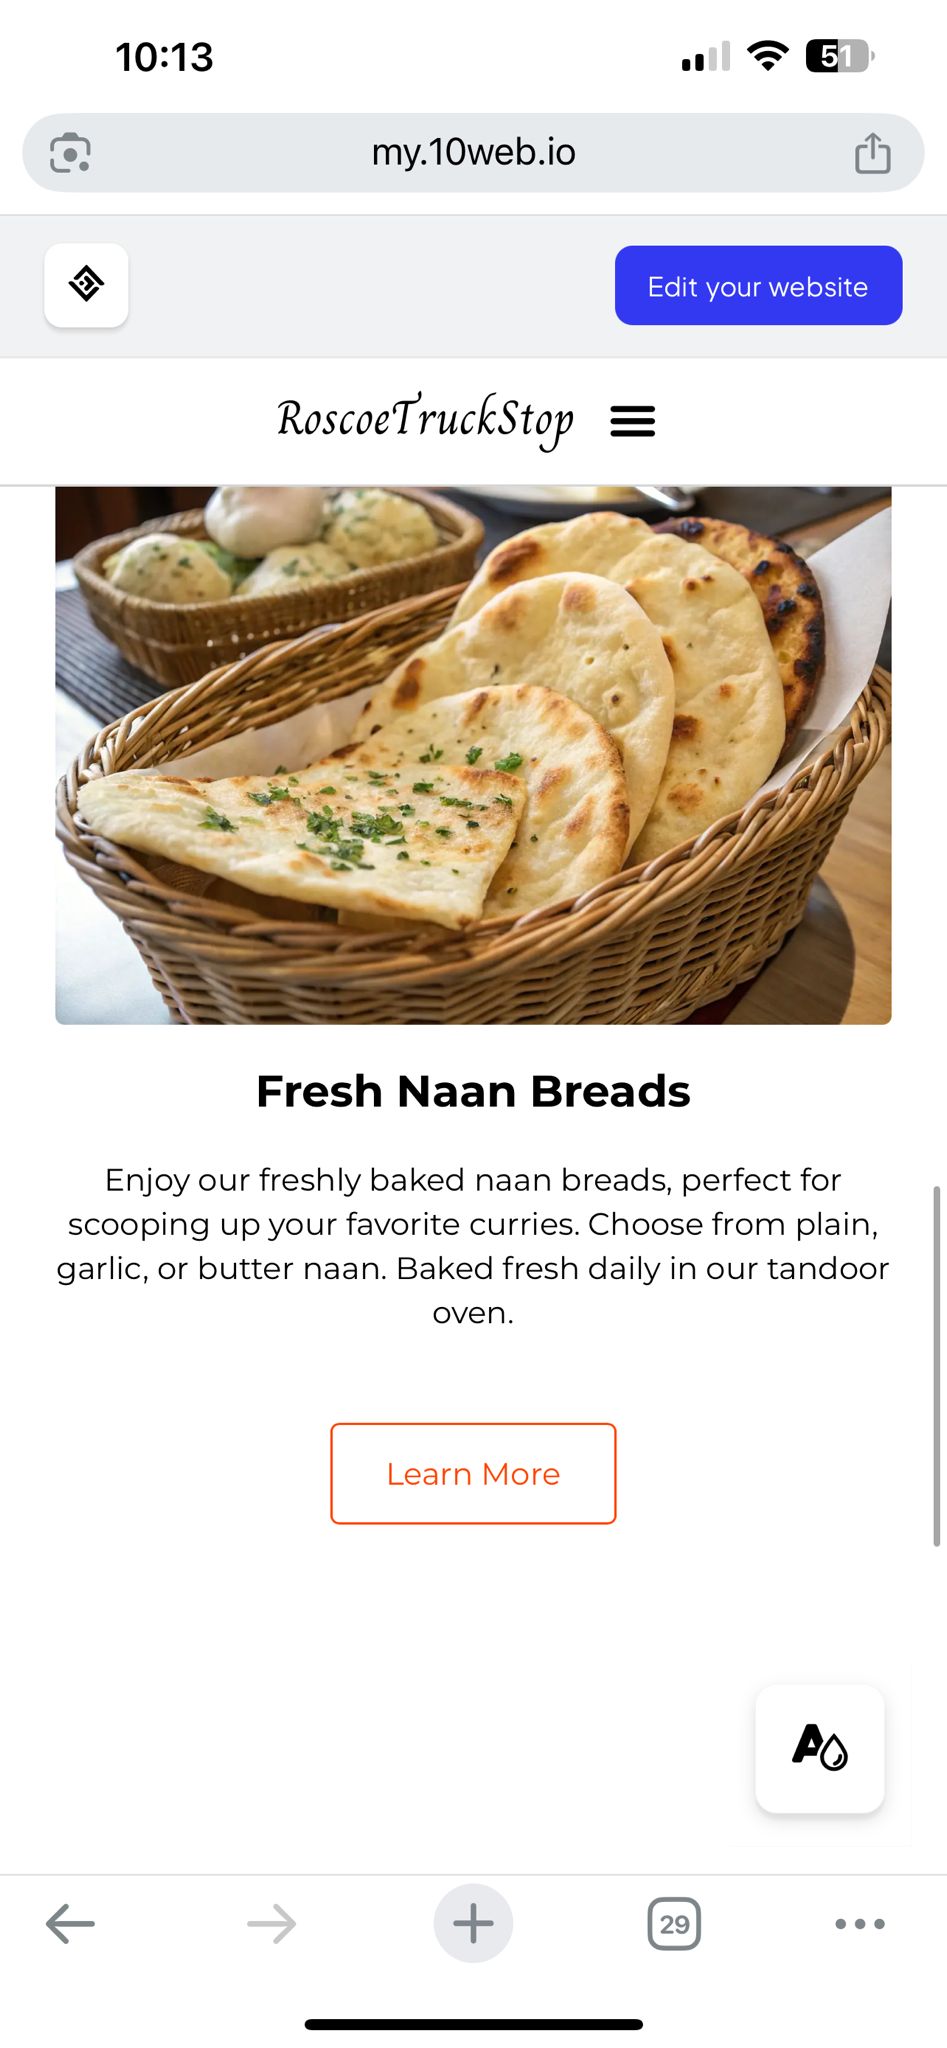 10:13
51
my.10web.io
Edit your website
RoscoeTruckStop
Fresh Naan Breads
Enjoy our freshly baked naan breads, perfect for
scooping up your favorite curries. Choose from plain,
garlic, or butter naan. Baked fresh daily in our tandoor
oven.
Learn More
A
29